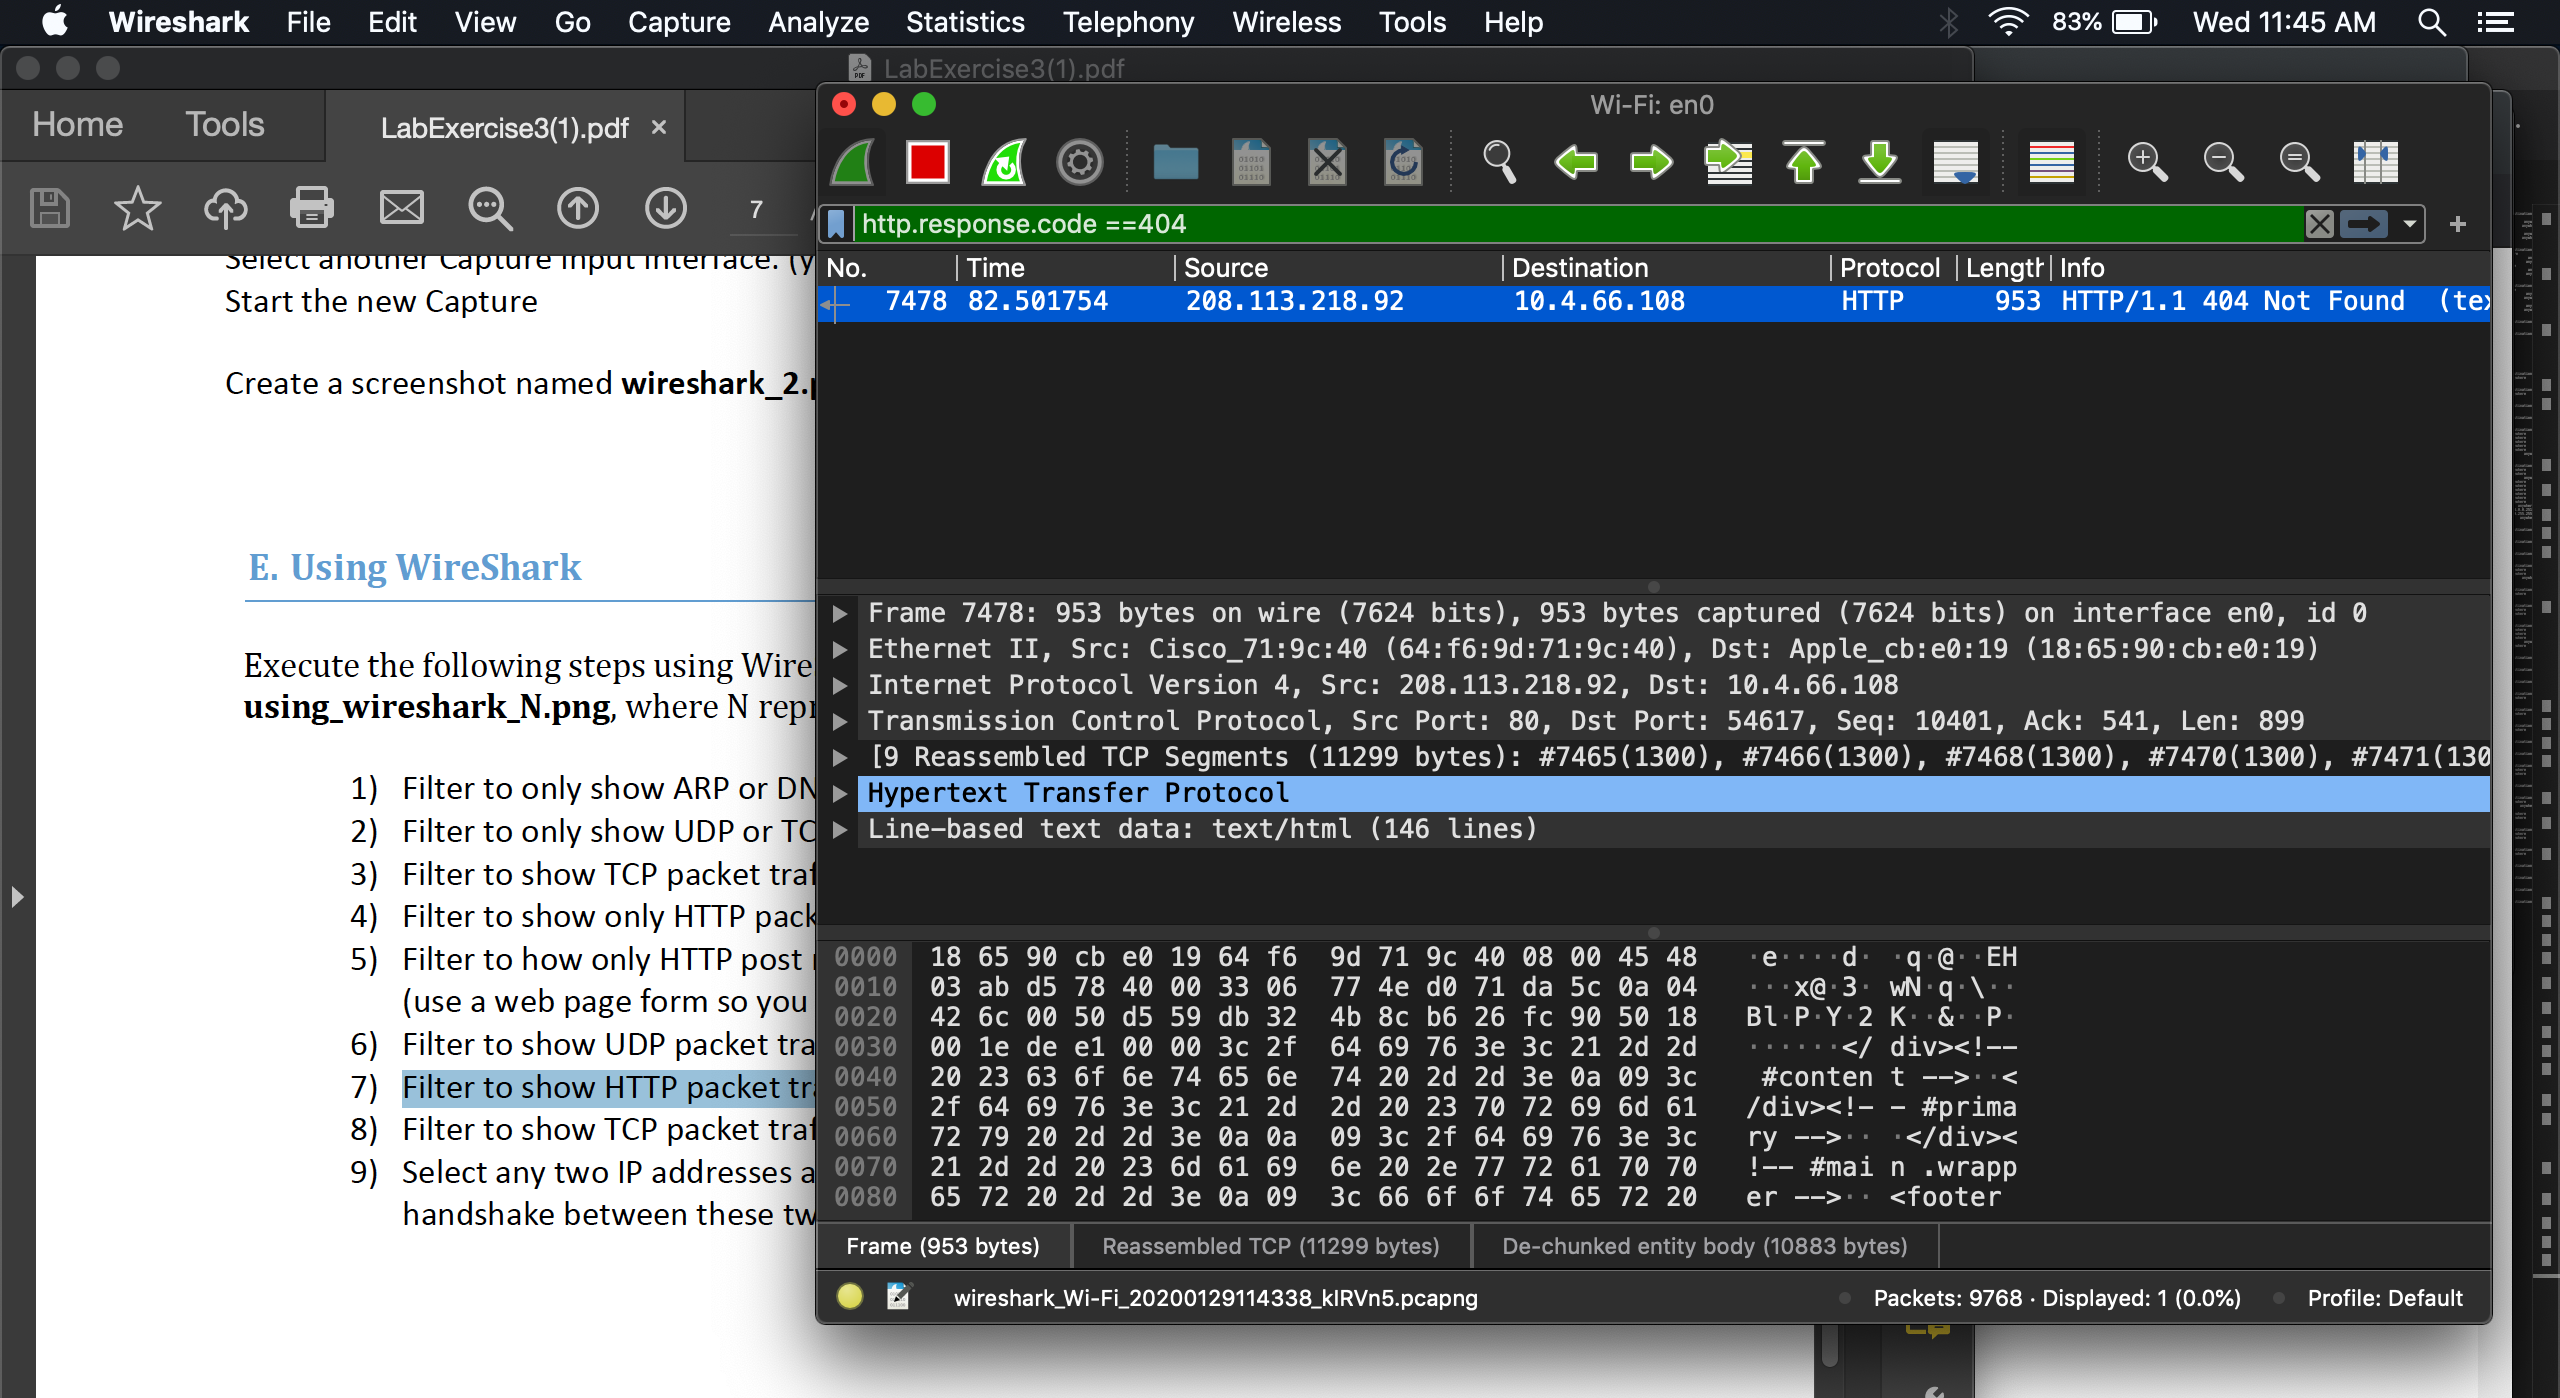 Wireshark File Edit View Go Capture Analyze Statistics Telephony Wireless Tools Help 83% Wed 11:45 AM
LabExercise3(1).pdf
Home Tools LabExercise3(1).pdf ×
7
Select another Capture Input Interface. (y
Start the new Capture
Create a screenshot named wireshark_2.p
E. Using WireShark
Execute the following steps using Wire
using_wireshark_N.png, where N repr
1) Filter to only show ARP or DN
2) Filter to only show UDP or TC
3) Filter to show TCP packet traf
4) Filter to show only HTTP pack
5) Filter to how only HTTP post
(use a web page form so you
6) Filter to show UDP packet tra
7) Filter to show HTTP packet tra
8) Filter to show TCP packet traf
9) Select any two IP addresses a
handshake between these tw
Wi-Fi: en0
http.response.code ==404
No. Time Source Destination Protocol Length Info
7478 82.501754 208.113.218.92 10.4.66.108 HTTP 953 HTTP/1.1 404 Not Found (tex
Frame 7478: 953 bytes on wire (7624 bits), 953 bytes captured (7624 bits) on interface en0, id 0
Ethernet II, Src: Cisco_71:9c:40 (64:f6:9d:71:9c:40), Dst: Apple_cb:e0:19 (18:65:90:cb:e0:19)
Internet Protocol Version 4, Src: 208.113.218.92, Dst: 10.4.66.108
Transmission Control Protocol, Src Port: 80, Dst Port: 54617, Seq: 10401, Ack: 541, Len: 899
[9 Reassembled TCP Segments (11299 bytes): #7465(1300), #7466(1300), #7468(1300), #7470(1300), #7471(130
Hypertext Transfer Protocol
Line-based text data: text/html (146 lines)
0000 18 65 90 cb e0 19 64 f6 9d 71 9c 40 08 00 45 48 ·e····d· ·q·@··EH
0010 03 ab d5 78 40 00 33 06 77 4e d0 71 da 5c 0a 04 ···x@·3· wN·q·\··
0020 42 6c 00 50 d5 59 db 32 4b 8c b6 26 fc 90 50 18 Bl·P·Y·2 K··&··P·
0030 00 1e de e1 00 00 3c 2f 64 69 76 3e 3c 21 2d 2d ······</ div><!--
0040 20 23 63 6f 6e 74 65 6e 74 20 2d 2d 3e 0a 09 3c #conten t -->··<
0050 2f 64 69 76 3e 3c 21 2d 2d 20 23 70 72 69 6d 61 /div><!- - #prima
0060 72 79 20 2d 2d 3e 0a 0a 09 3c 2f 64 69 76 3e 3c ry -->·· ·</div><
0070 21 2d 2d 20 23 6d 61 69 6e 20 2e 77 72 61 70 70 !-- #mai n .wrapp
0080 65 72 20 2d 2d 3e 0a 09 3c 66 6f 6f 74 65 72 20 er -->·· <footer
Frame (953 bytes) Reassembled TCP (11299 bytes) De-chunked entity body (10883 bytes)
wireshark_Wi-Fi_20200129114338_kIRVn5.pcapng Packets: 9768 · Displayed: 1 (0.0%) Profile: Default